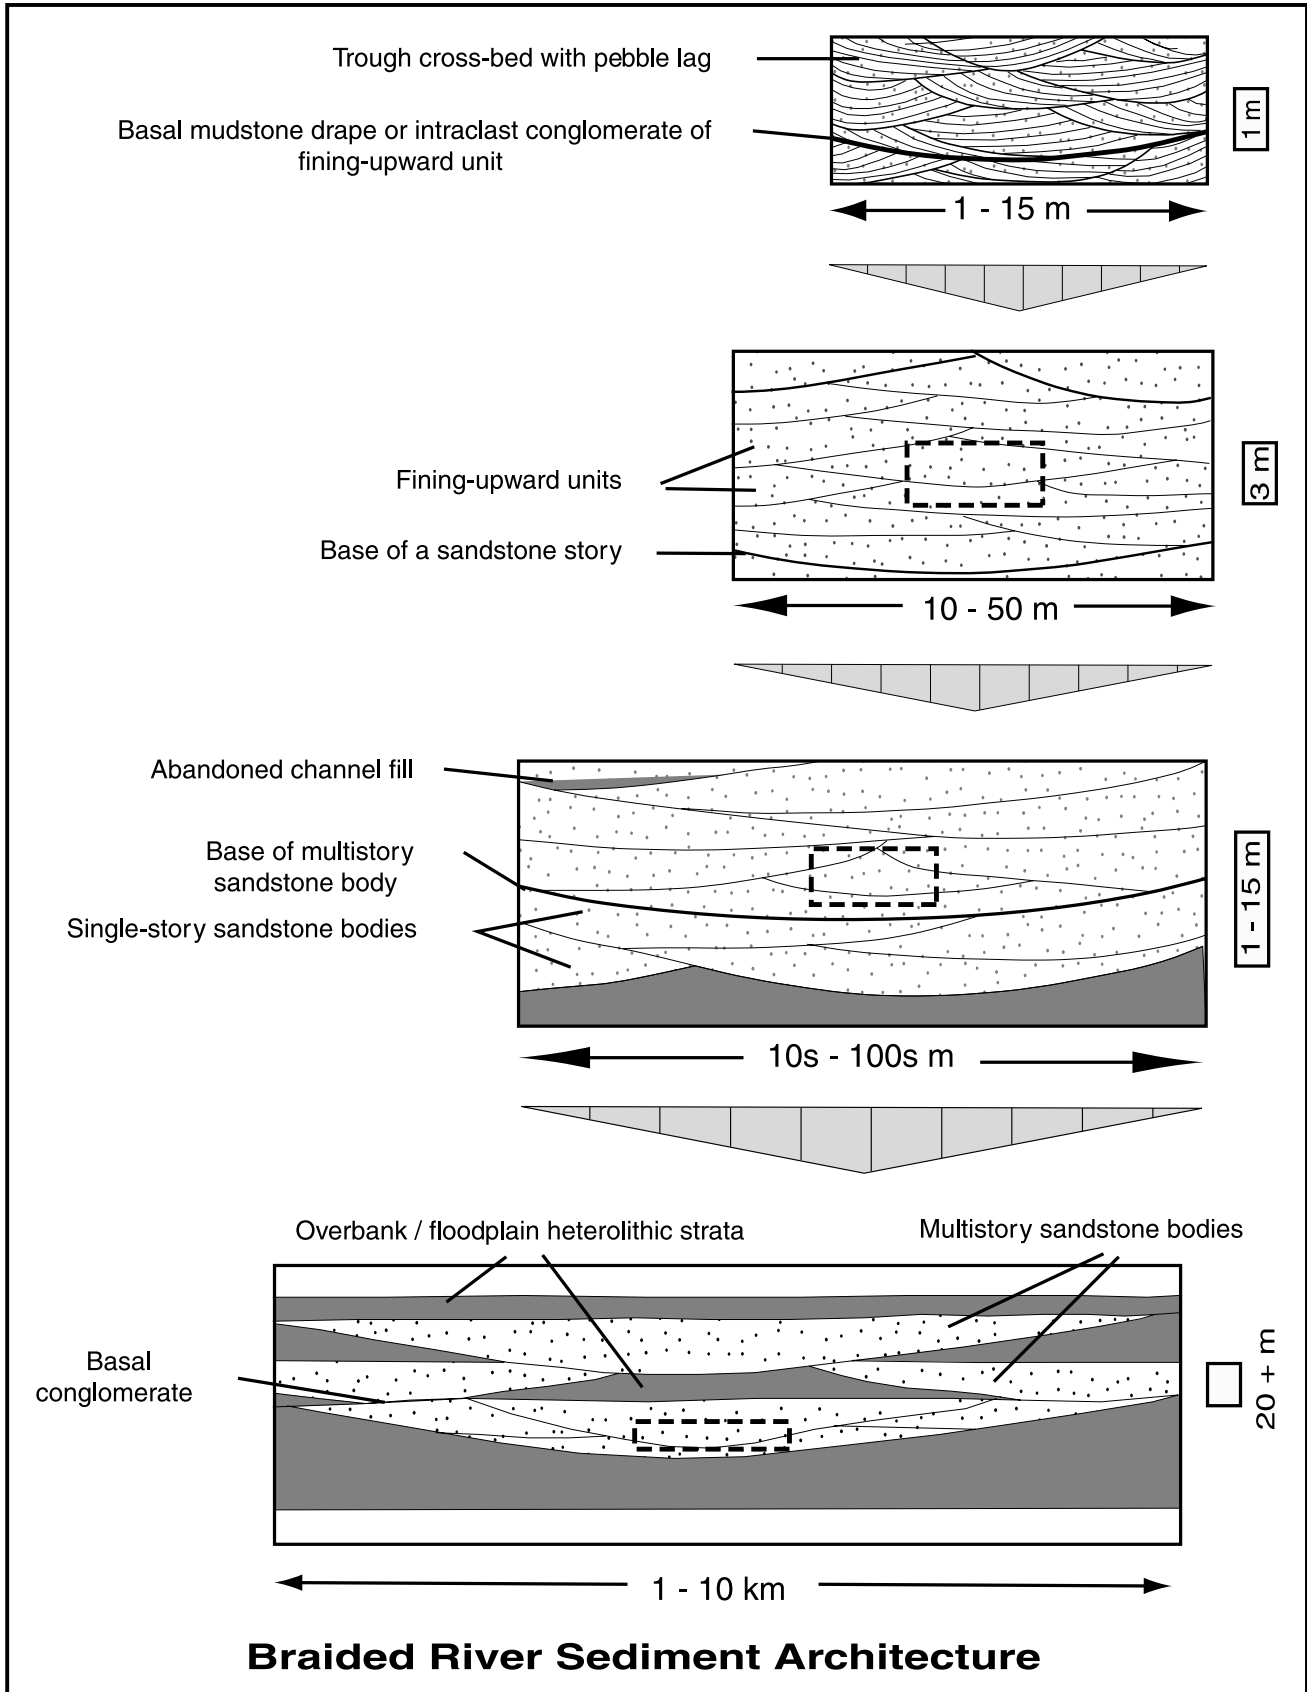 Trough cross-bed with pebble lag
Basal mudstone drape or intraclast conglomerate of
fining-upward unit
1 m
1 - 15 m
Fining-upward units
Base of a sandstone story
3 m
10 - 50 m
Abandoned channel fill
Base of multistory
sandstone body
Single-story sandstone bodies
1 - 15 m
10s - 100s m
Overbank / floodplain heterolithic strata
Multistory sandstone bodies
Basal
conglomerate
20 + m
1 - 10 km
Braided River Sediment Architecture